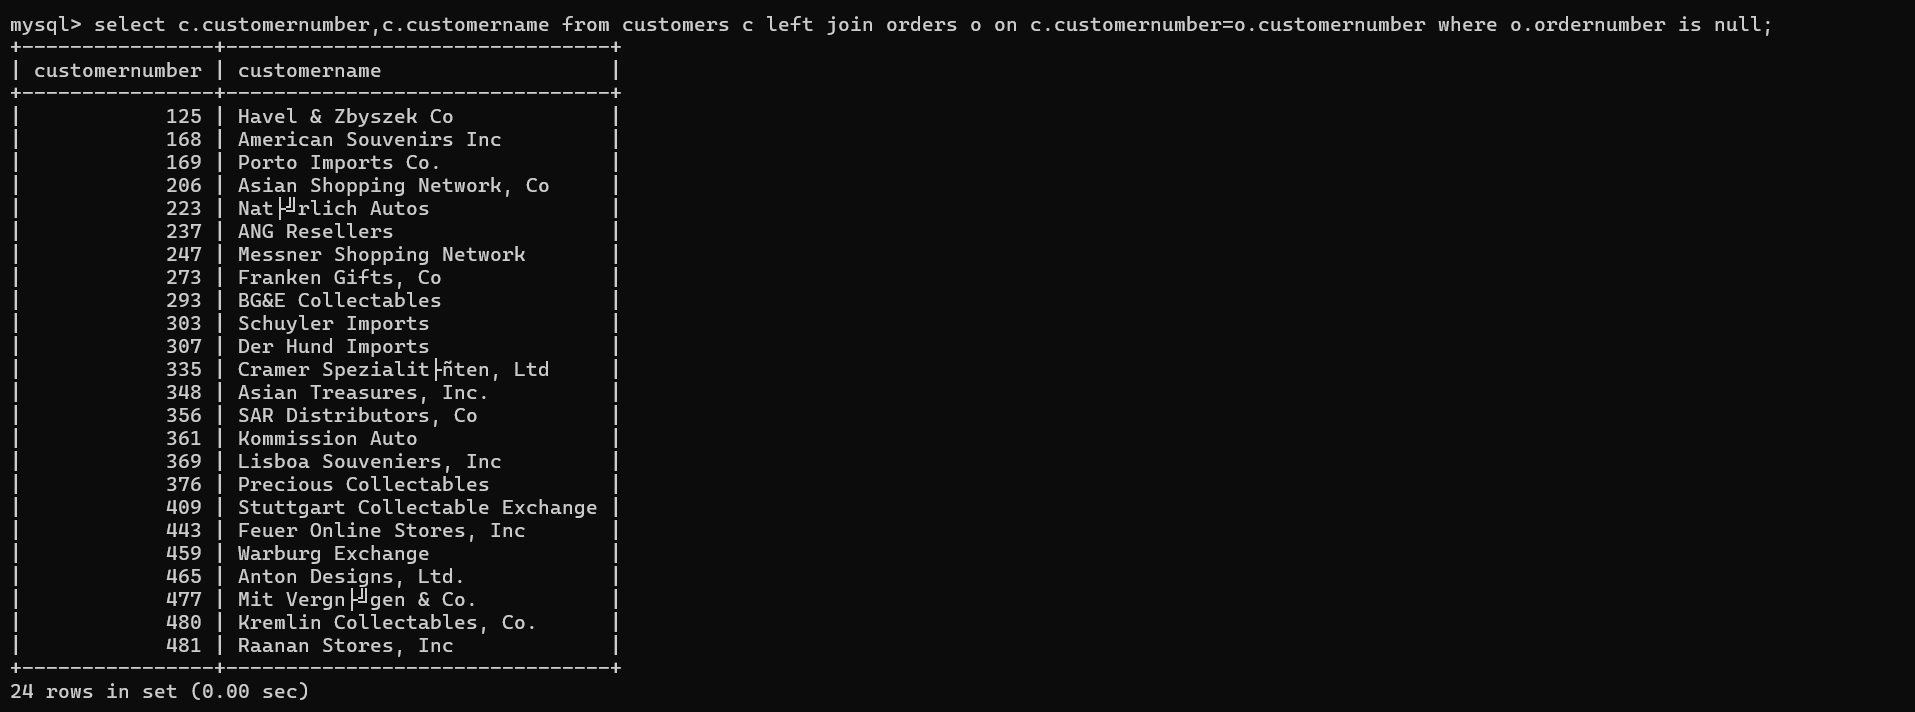 mysql> select c.customernumber,c.customername from customers c left join orders o on c.customernumber=o.customernumber where o.ordernumber is null;
+----------------+--------------------------------+
| customernumber | customername                   |
+----------------+--------------------------------+
|            125 | Havel & Zbyszek Co             |
|            168 | American Souvenirs Inc         |
|            169 | Porto Imports Co.              |
|            206 | Asian Shopping Network, Co     |
|            223 | Nat├╝rlich Autos               |
|            237 | ANG Resellers                  |
|            247 | Messner Shopping Network       |
|            273 | Franken Gifts, Co              |
|            293 | BG&E Collectables              |
|            303 | Schuyler Imports               |
|            307 | Der Hund Imports               |
|            335 | Cramer Spezialit├ñten, Ltd     |
|            348 | Asian Treasures, Inc.          |
|            356 | SAR Distributors, Co           |
|            361 | Kommission Auto                |
|            369 | Lisboa Souveniers, Inc         |
|            376 | Precious Collectables          |
|            409 | Stuttgart Collectable Exchange |
|            443 | Feuer Online Stores, Inc       |
|            459 | Warburg Exchange               |
|            465 | Anton Designs, Ltd.            |
|            477 | Mit Vergn├╝gen & Co.           |
|            480 | Kremlin Collectables, Co.      |
|            481 | Raanan Stores, Inc             |
+----------------+--------------------------------+
24 rows in set (0.00 sec)